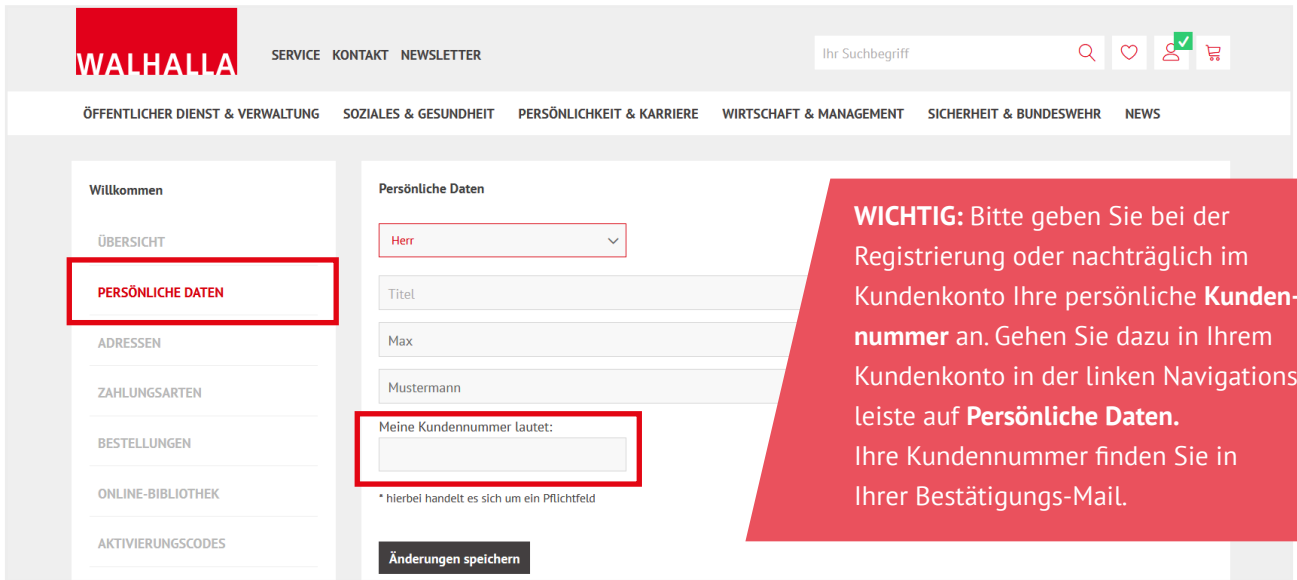 WALHALLA
SERVICE KONTAKT NEWSLETTER
Ihr Suchbegriff
ÖFFENTLICHER DIENST & VERWALTUNG SOZIALES & GESUNDHEIT PERSÖNLICHKEIT & KARRIERE WIRTSCHAFT & MANAGEMENT SICHERHEIT & BUNDESWEHR NEWS
Willkommen
ÜBERSICHT
PERSÖNLICHE DATEN
ADRESSEN
ZAHLUNGSARTEN
BESTELLUNGEN
ONLINE-BIBLIOTHEK
AKTIVIERUNGSCODES
Persönliche Daten
Herr
Titel
Max
Mustermann
Meine Kundennummer lautet:
* hierbei handelt es sich um ein Pflichtfeld
Änderungen speichern
WICHTIG: Bitte geben Sie bei der
Registrierung oder nachträglich im
Kundenkonto Ihre persönliche Kunden-
nummer an. Gehen Sie dazu in Ihrem
Kundenkonto in der linken Navigations
leiste auf Persönliche Daten.
Ihre Kundennummer finden Sie in
Ihrer Bestätigungs-Mail.